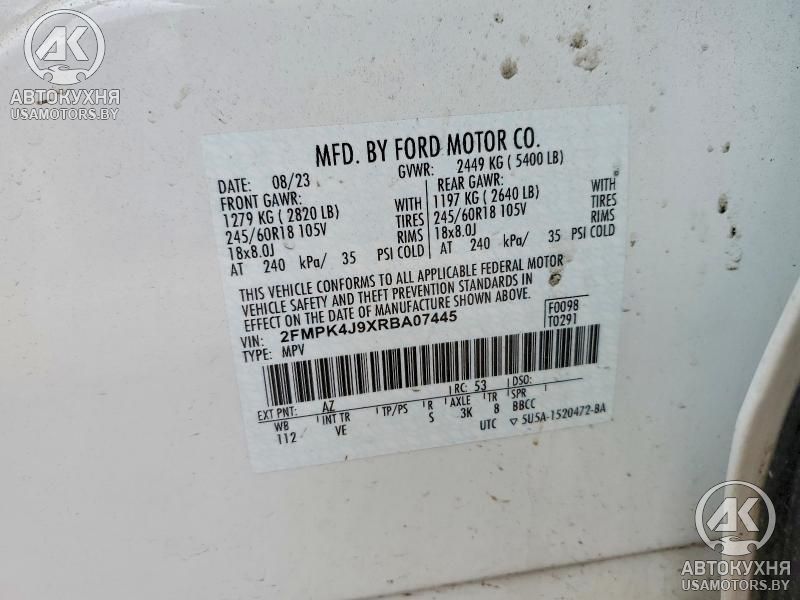 АВТОКУХНЯ
USAMOTORS.BY
MFD. BY FORD MOTOR CO.
DATE: 08/23 GVWR: 2449 KG ( 5400 LB)
FRONT GAWR: REAR GAWR:
1279 KG ( 2820 LB) WITH 1197 KG ( 2640 LB) WITH
245/60R18 105V TIRES 245/60R18 105V TIRES
18x8.0J RIMS 18x8.0J RIMS
AT 240 kPa/ 35 PSI COLD AT 240 kPa/ 35 PSI COLD
THIS VEHICLE CONFORMS TO ALL APPLICABLE FEDERAL MOTOR
VEHICLE SAFETY AND THEFT PREVENTION STANDARDS IN
EFFECT ON THE DATE OF MANUFACTURE SHOWN ABOVE.
VIN: 2FMPK4J9XRBA07445 F0098
TYPE: MPV T0291
EXT PNT: AZ RC: 53 DSO:
WB INT TR TP/PS R AXLE TR SPR
112 VE S 3K 8 BBCC
UTC ▽ 5U5A-1520472-BA
АВТОКУХНЯ
USAMOTORS.BY